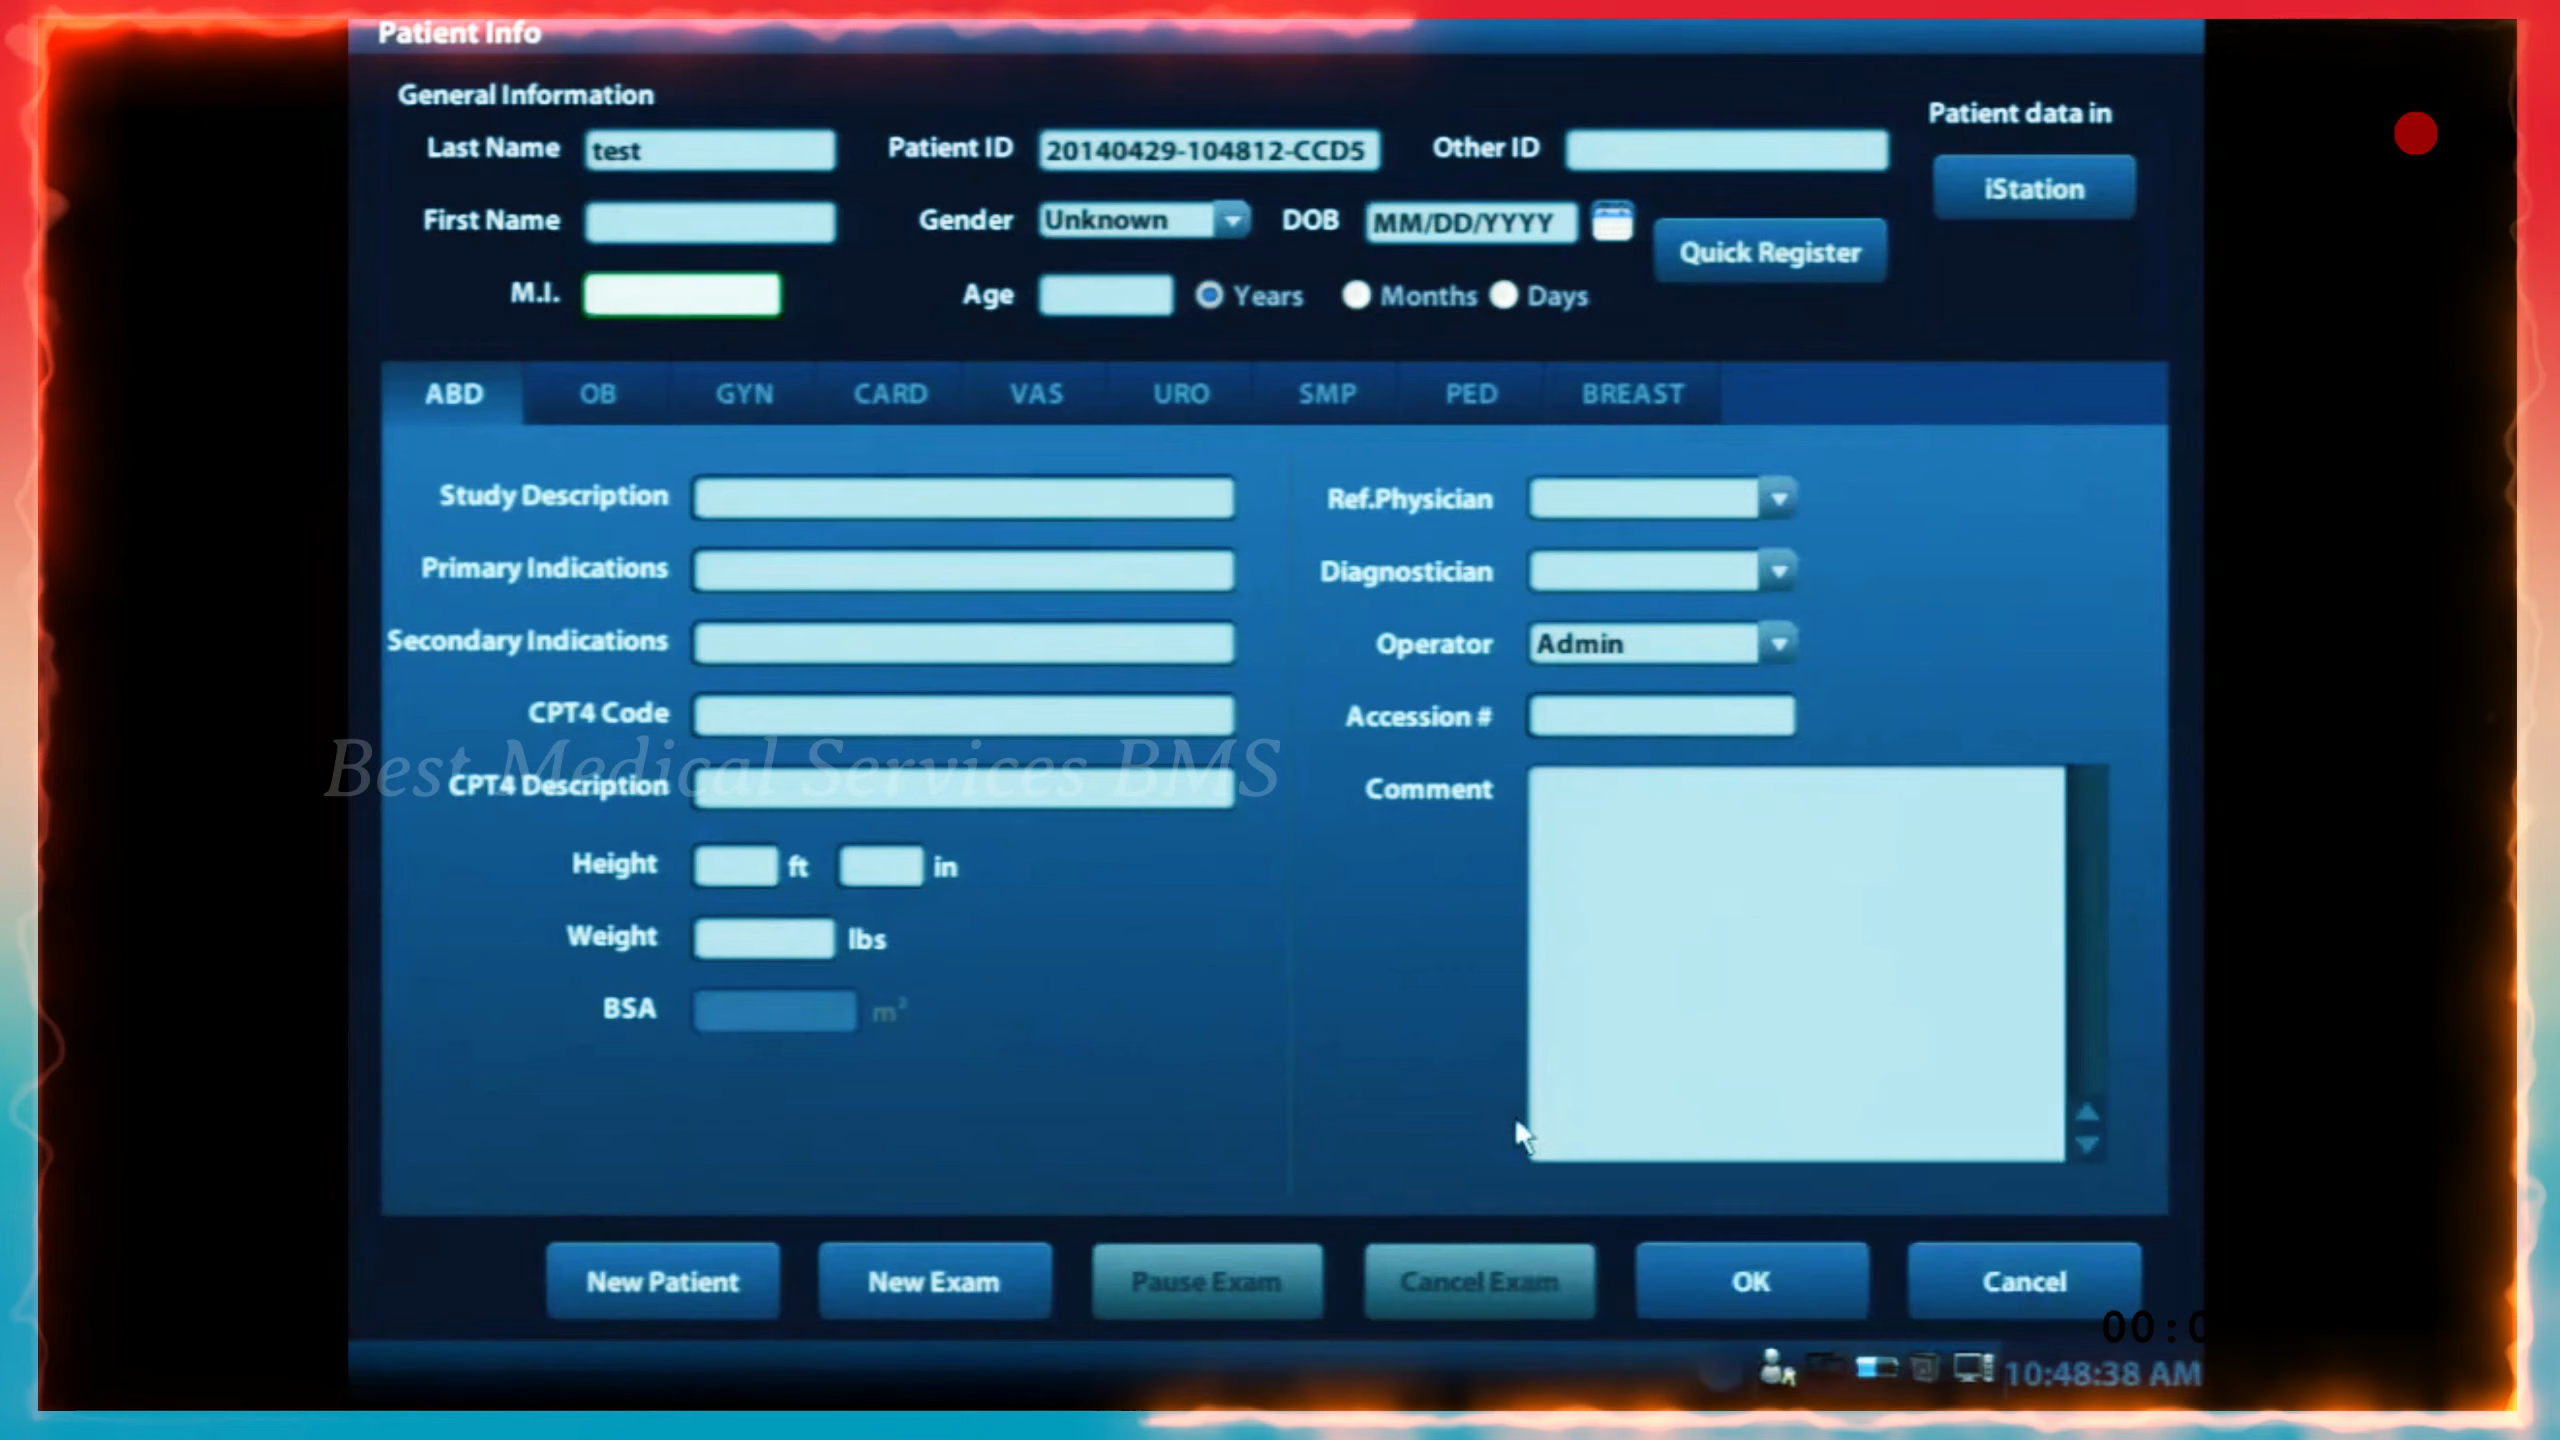 Patient Info
General Information
Patient data in
Last Name test Patient ID 20140429-104812-CCD5 Other ID
iStation
First Name Gender Unknown DOB MM/DD/YYYY
Quick Register
M.I. Age Years Months Days
ABD OB GYN CARD VAS URO SMP PED BREAST
Study Description Ref.Physician
Primary Indications Diagnostician
Secondary Indications Operator Admin
CPT4 Code Accession #
Best Medical Services BMS
CPT4 Description Comment
Height ft in
Weight lbs
BSA m²
New Patient New Exam Pause Exam Cancel Exam OK Cancel
00:0
10:48:38 AM